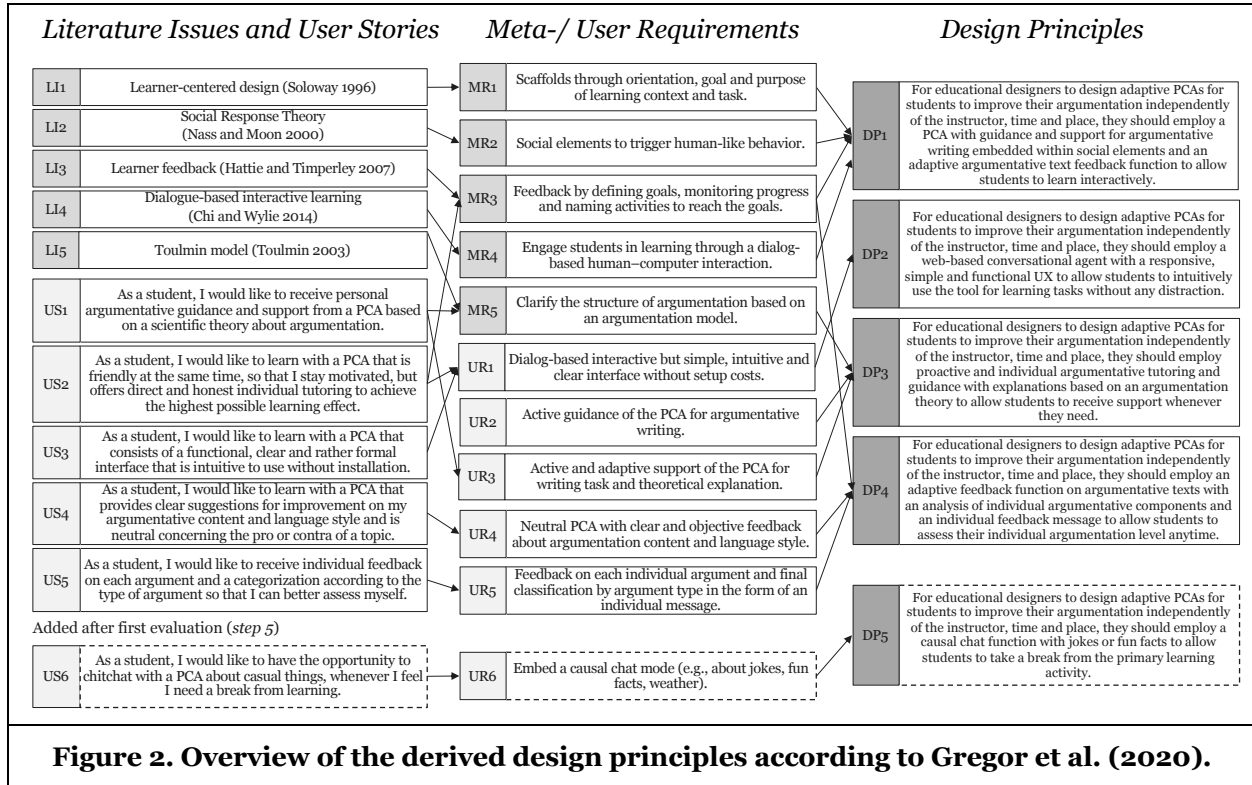 Literature Issues and User Stories
Meta-/ User Requirements
Design Principles
LI1
Learner-centered design (Soloway 1996)
LI2
Social Response Theory
(Nass and Moon 2000)
LI3
Learner feedback (Hattie and Timperley 2007)
LI4
Dialogue-based interactive learning
(Chi and Wylie 2014)
LI5
Toulmin model (Toulmin 2003)
US1
As a student, I would like to receive personal
argumentative guidance and support from a PCA based
on a scientific theory about argumentation.
US2
As a student, I would like to learn with a PCA that is
friendly at the same time, so that I stay motivated, but
offers direct and honest individual tutoring to achieve
the highest possible learning effect.
US3
As a student, I would like to learn with a PCA that
consists of a functional, clear and rather formal
interface that is intuitive to use without installation.
US4
As a student, I would like to learn with a PCA that
provides clear suggestions for improvement on my
argumentative content and language style and is
neutral concerning the pro or contra of a topic.
US5
As a student, I would like to receive individual feedback
on each argument and a categorization according to the
type of argument so that I can better assess myself.
Added after first evaluation (step 5)
US6
As a student, I would like to have the opportunity to
chitchat with a PCA about casual things, whenever I feel
I need a break from learning.
MR1
Scaffolds through orientation, goal and purpose
of learning context and task.
MR2
Social elements to trigger human-like behavior.
MR3
Feedback by defining goals, monitoring progress
and naming activities to reach the goals.
MR4
Engage students in learning through a dialog-
based human–computer interaction.
MR5
Clarify the structure of argumentation based on
an argumentation model.
UR1
Dialog-based interactive but simple, intuitive and
clear interface without setup costs.
UR2
Active guidance of the PCA for argumentative
writing.
UR3
Active and adaptive support of the PCA for
writing task and theoretical explanation.
UR4
Neutral PCA with clear and objective feedback
about argumentation content and language style.
UR5
Feedback on each individual argument and final
classification by argument type in the form of an
individual message.
UR6
Embed a causal chat mode (e.g., about jokes, fun
facts, weather).
DP1
For educational designers to design adaptive PCAs for
students to improve their argumentation independently
of the instructor, time and place, they should employ a
PCA with guidance and support for argumentative
writing embedded within social elements and an
adaptive argumentative text feedback function to allow
students to learn interactively.
DP2
For educational designers to design adaptive PCAs for
students to improve their argumentation independently
of the instructor, time and place, they should employ a
web-based conversational agent with a responsive,
simple and functional UX to allow students to intuitively
use the tool for learning tasks without any distraction.
DP3
For educational designers to design adaptive PCAs for
students to improve their argumentation independently
of the instructor, time and place, they should employ
proactive and individual argumentative tutoring and
guidance with explanations based on an argumentation
theory to allow students to receive support whenever
they need.
DP4
For educational designers to design adaptive PCAs for
students to improve their argumentation independently
of the instructor, time and place, they should employ an
adaptive feedback function on argumentative texts with
an analysis of individual argumentative components and
an individual feedback message to allow students to
assess their individual argumentation level anytime.
DP5
For educational designers to design adaptive PCAs for
students to improve their argumentation independently
of the instructor, time and place, they should employ a
causal chat function with jokes or fun facts to allow
students to take a break from the primary learning
activity.
Figure 2. Overview of the derived design principles according to Gregor et al. (2020).